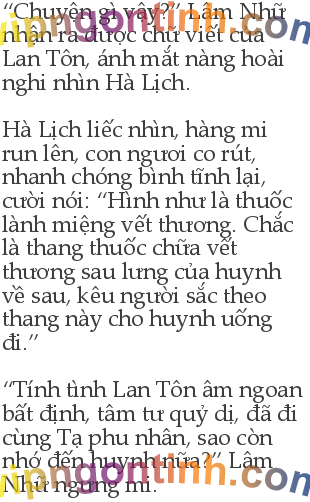 “Chuyện gì vậy?” Lâm Nhữ
nhận ra được chữ viết của
Lan Tôn, ánh mắt nàng hoài
nghi nhìn Hà Lịch.
Hà Lịch liếc nhìn, hàng mi
run lên, con ngươi co rút,
nhanh chóng bình tĩnh lại,
cười nói: “Hình như là thuốc
lành miệng vết thương. Chắc
là thang thuốc chữa vết
thương sau lưng của huynh
về sau, kêu người sắc theo
thang này cho huynh uống
đi.”
“Tính tình Lan Tôn âm ngoan
bất định, tâm tư quỷ dị, đã đi
cùng Tạ phu nhân, sao còn
nhớ đến huynh nữa?” Lâm
Nhữ ngưng mi.
ipngontinh.com
ipngontinh.com